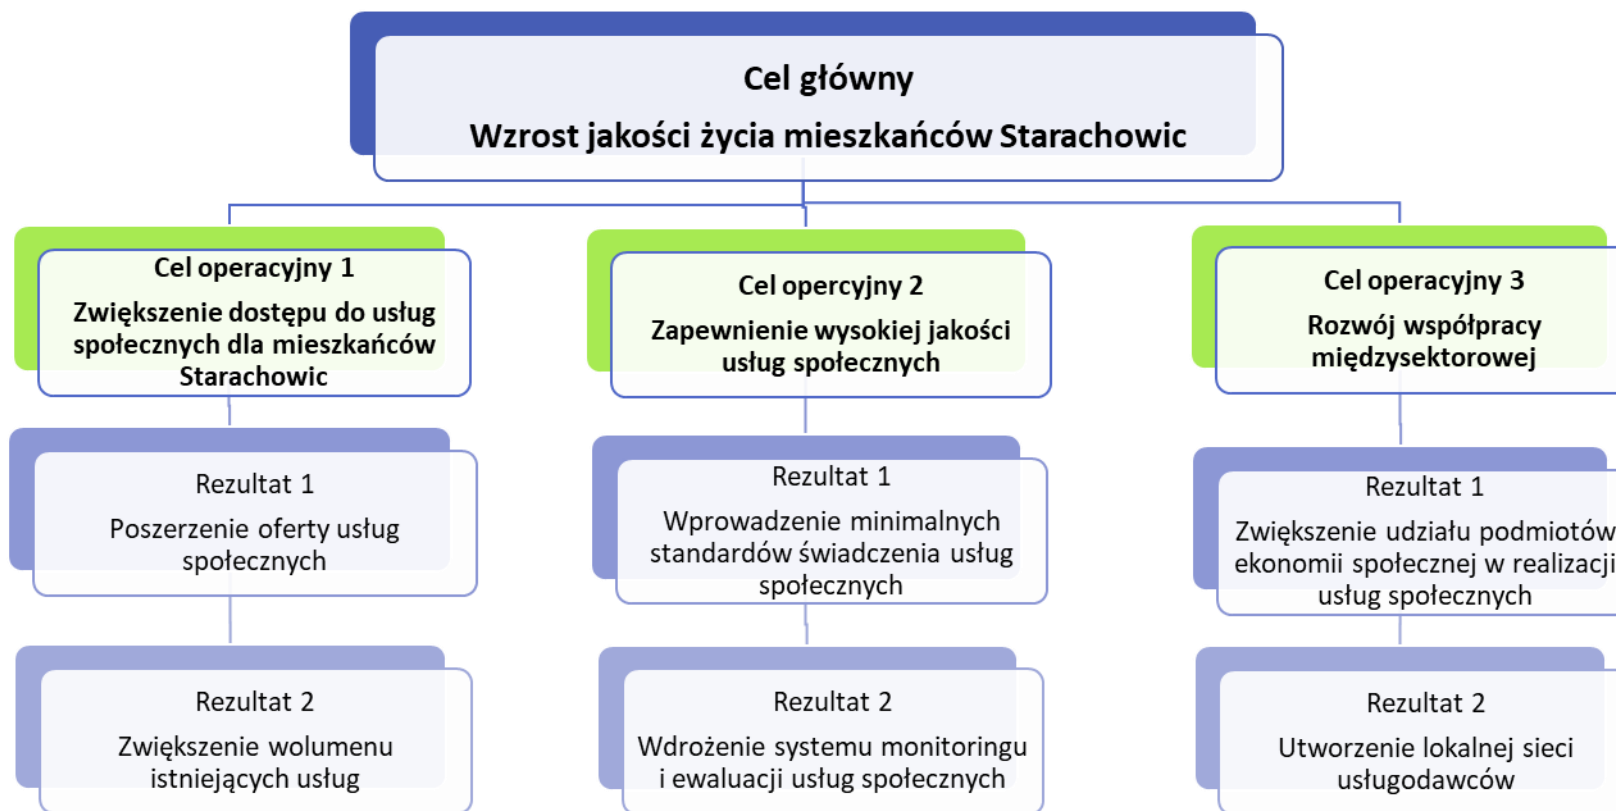 Cel główny
Wzrost jakości życia mieszkańców Starachowic
Cel operacyjny 1
Zwiększenie dostępu do usług
społecznych dla mieszkańców
Starachowic
Rezultat 1
Poszerzenie oferty usług
społecznych
Rezultat 2
Zwiększenie wolumenu
istniejących usług
Cel opercyjny 2
Zapewnienie wysokiej jakości
usług społecznych
Rezultat 1
Wprowadzenie minimalnych
standardów świadczenia usług
społecznych
Rezultat 2
Wdrożenie systemu monitoringu
i ewaluacji usług społecznych
Cel operacyjny 3
Rozwój współpracy
międzysektorowej
Rezultat 1
Zwiększenie udziału podmiotów
ekonomii społecznej w realizacji
usług społecznych
Rezultat 2
Utworzenie lokalnej sieci
usługodawców